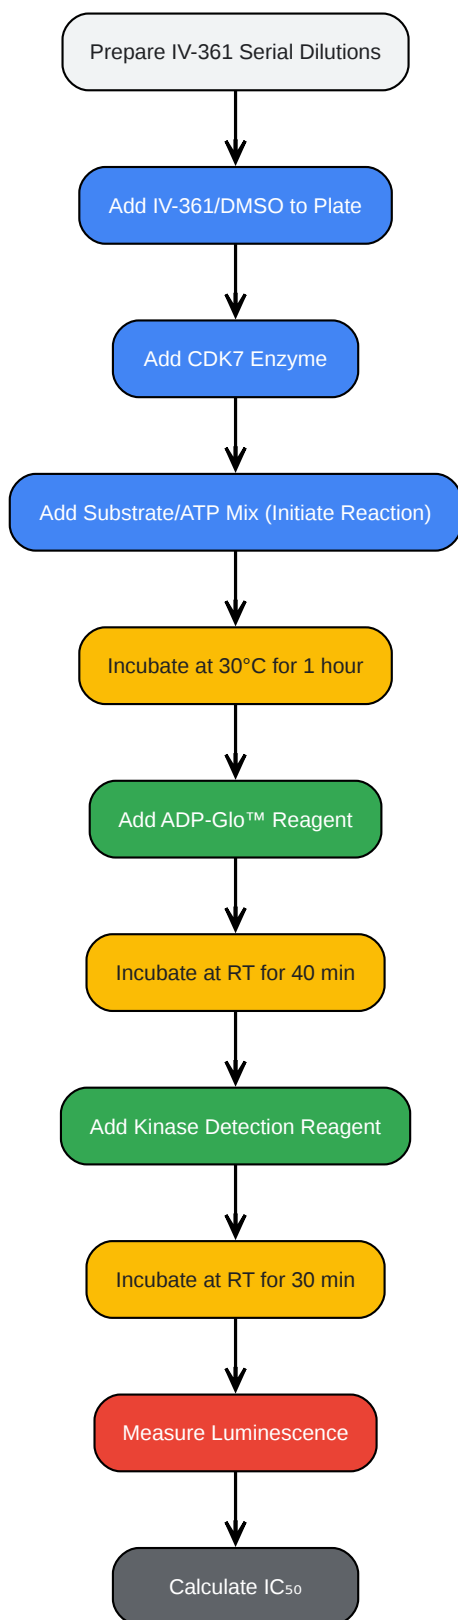 Prepare IV-361 Serial Dilutions
Add IV-361/DMSO to Plate
Add CDK7 Enzyme
Add Substrate/ATP Mix (Initiate Reaction)
Incubate at 30°C for 1 hour
Add ADP-Glo™ Reagent
Incubate at RT for 40 min
Add Kinase Detection Reagent
Incubate at RT for 30 min
Measure Luminescence
Calculate IC₅₀